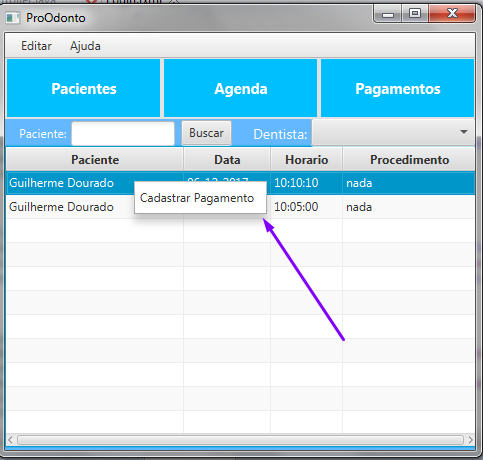 ProOdonto
Editar Ajuda
Pacientes Agenda Pagamentos
Paciente: Buscar Dentista:
Paciente Data Horario Procedimento
Guilherme Dourado 06-12-2017 10:10:10 nada
Cadastrar Pagamento
Guilherme Dourado 10:05:00 nada